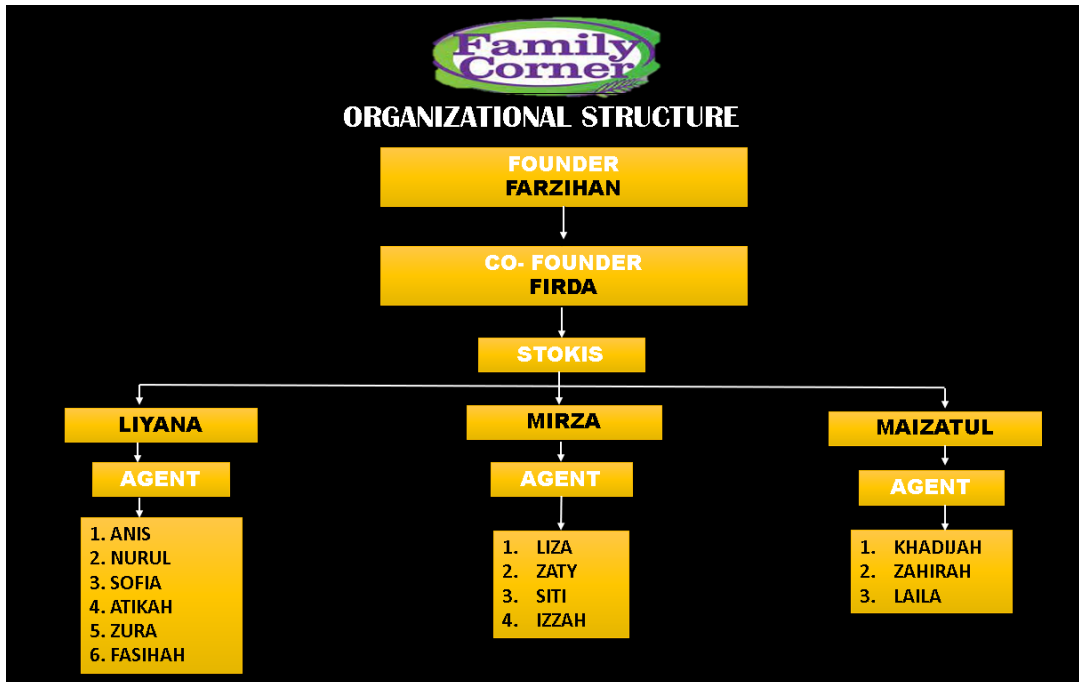 Family
Corner
ORGANIZATIONAL STRUCTURE
FOUNDER
FARZIHAN
CO- FOUNDER
FIRDA
STOKIS
LIYANA
AGENT
1. ANIS
2. NURUL
3. SOFIA
4. ATIKAH
5. ZURA
6. FASIHAH
MIRZA
AGENT
1. LIZA
2. ZATY
3. SITI
4. IZZAH
MAIZATUL
AGENT
1. KHADIJAH
2. ZAHIRAH
3. LAILA